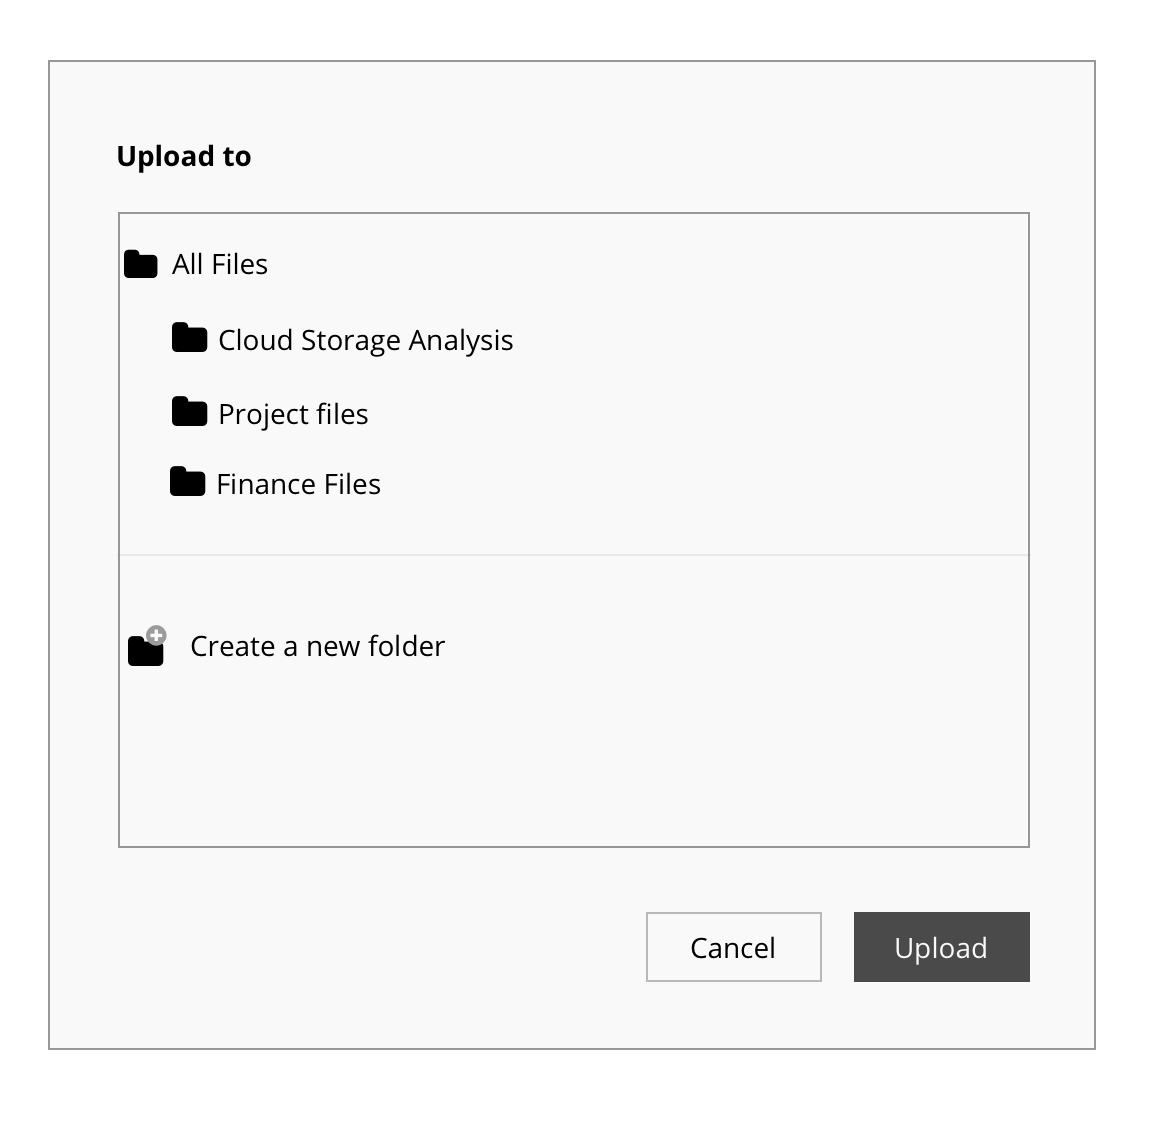 Upload to
All Files
Cloud Storage Analysis
Project files
Finance Files
Create a new folder
Cancel
Upload